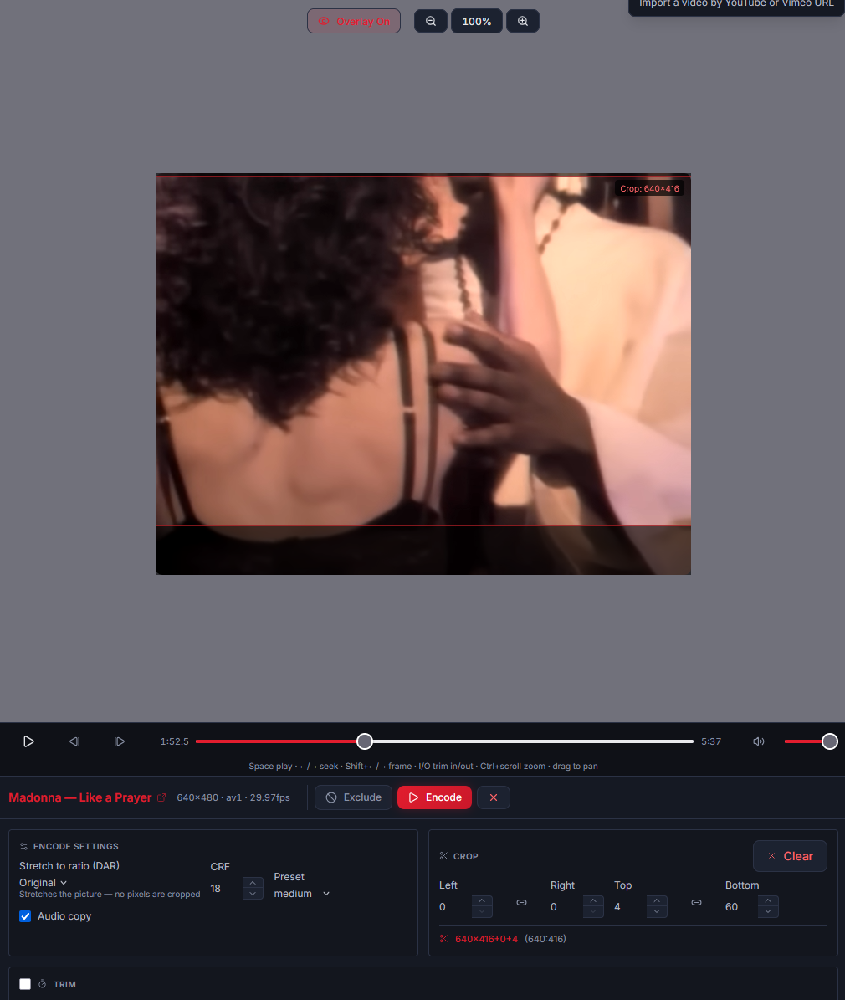 Import a video by YouTube or Vimeo URL
Overlay On
100%
Crop: 640×416
1:52.5
5:37
Space play · ←/→ seek · Shift+←/→ frame · I/O trim in/out · Ctrl+scroll zoom · drag to pan
Madonna — Like a Prayer
640×480 · av1 · 29.97fps
Exclude
Encode
ENCODE SETTINGS
Stretch to ratio (DAR)
Original
Stretches the picture — no pixels are cropped
CRF
18
Preset
medium
Audio copy
CROP
Clear
Left
Right
Top
Bottom
0
0
4
60
640×416+0+4 (640:416)
TRIM